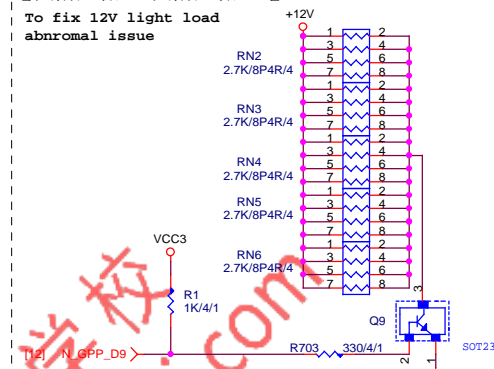 To fix 12V light load
abnromal issue
+12V
1 2
3 4
5 6
7 8
RN2
2.7K/8P4R/4
1 2
3 4
5 6
7 8
RN3
2.7K/8P4R/4
1 2
3 4
5 6
7 8
RN4
2.7K/8P4R/4
1 2
3 4
5 6
7 8
RN5
2.7K/8P4R/4
1 2
3 4
5 6
7 8
RN6
2.7K/8P4R/4
VCC3
R1
1K/4/1
3
Q9
SOT23
[12] N_GPP_D9
R703 330/4/1
2
1
学校
.com